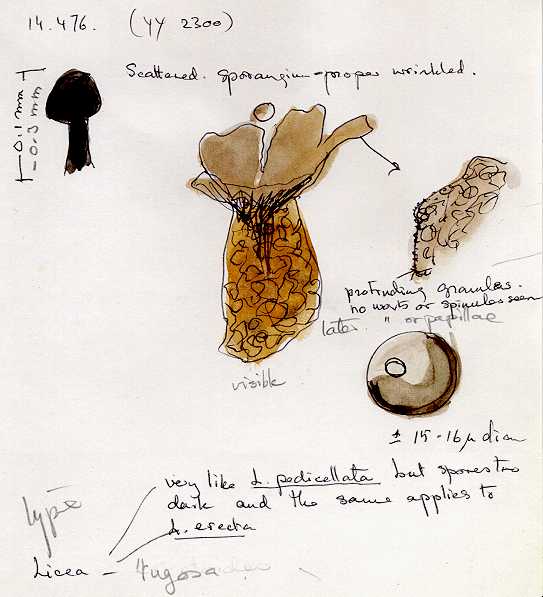 14.476. (YY 2300)
Scattered. Sporangium-proper wrinkled.
0.1 mm
0.3 mm
protruding granules.
no warts or spinules seen
later " or papillae
visible
± 15-16 µ diam
very like L. pedicellata but spores too
dark and the same applies to
L. erecta
type
Licea - rugosa